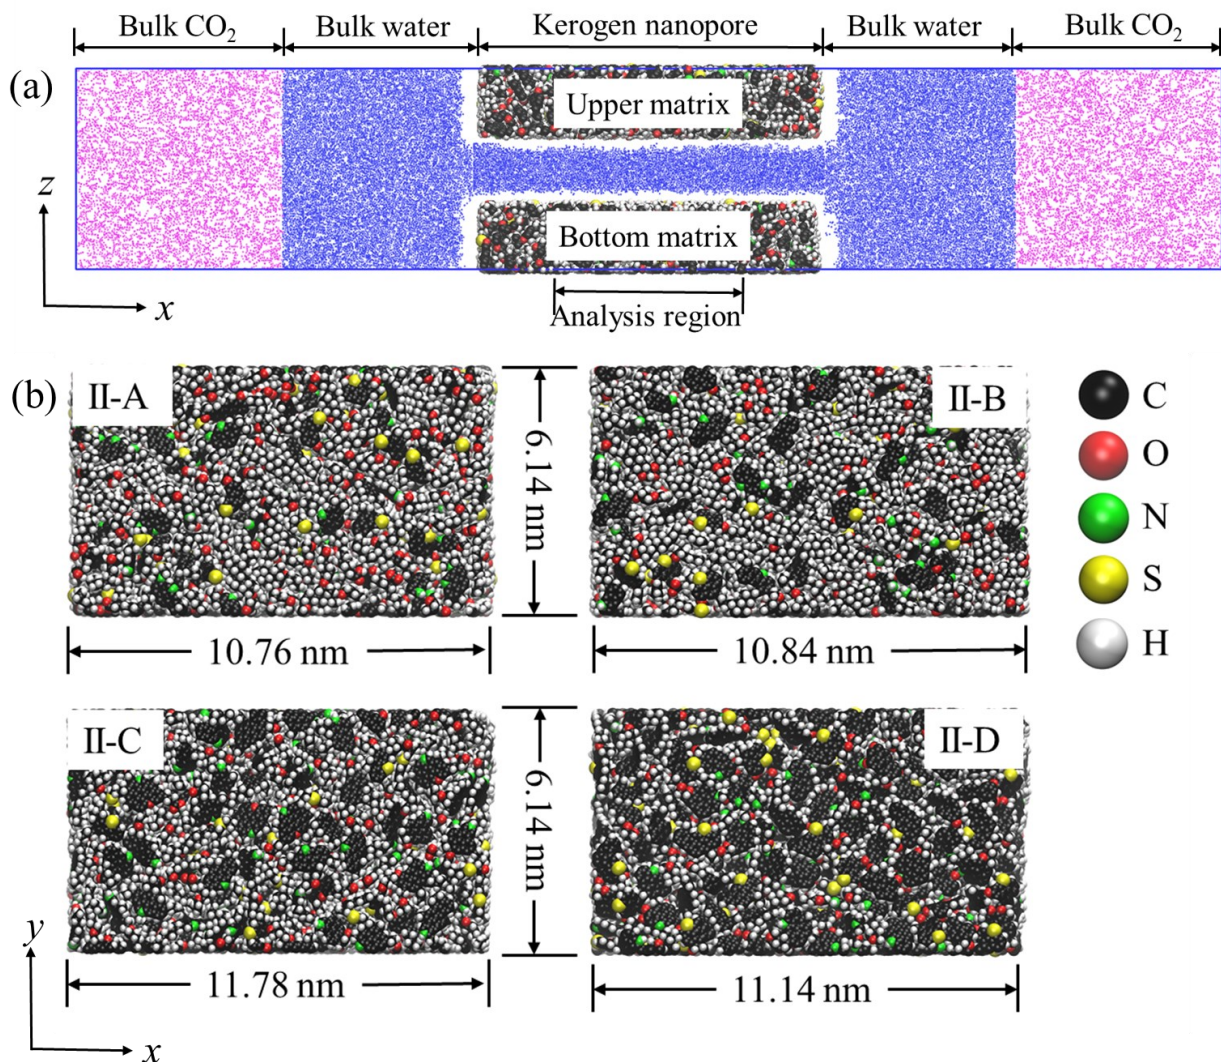 Bulk CO₂ Bulk water Kerogen nanopore Bulk water Bulk CO₂
(a)
Upper matrix
z
Bottom matrix
x
Analysis region
(b)
II-A
II-B
C
6.14 nm
O
N
S
10.76 nm
10.84 nm
H
II-C
II-D
6.14 nm
y
11.78 nm
11.14 nm
x